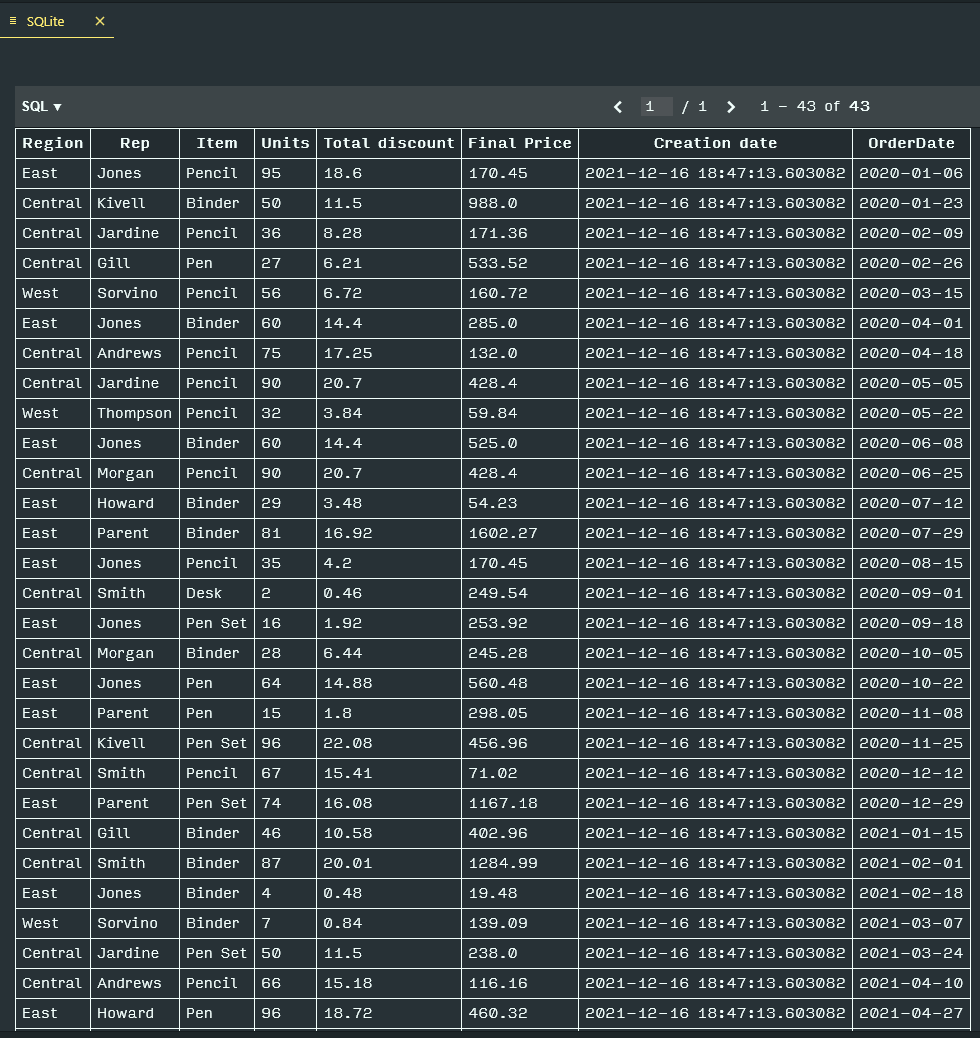 SQLite
SQL 1 / 1 1 - 43 of 43
Region Rep Item Units Total discount Final Price Creation date OrderDate
East Jones Pencil 95 18.6 170.45 2021-12-16 18:47:13.603082 2020-01-06
Central Kivell Binder 50 11.5 988.0 2021-12-16 18:47:13.603082 2020-01-23
Central Jardine Pencil 36 8.28 171.36 2021-12-16 18:47:13.603082 2020-02-09
Central Gill Pen 27 6.21 533.52 2021-12-16 18:47:13.603082 2020-02-26
West Sorvino Pencil 56 6.72 160.72 2021-12-16 18:47:13.603082 2020-03-15
East Jones Binder 60 14.4 285.0 2021-12-16 18:47:13.603082 2020-04-01
Central Andrews Pencil 75 17.25 132.0 2021-12-16 18:47:13.603082 2020-04-18
Central Jardine Pencil 90 20.7 428.4 2021-12-16 18:47:13.603082 2020-05-05
West Thompson Pencil 32 3.84 59.84 2021-12-16 18:47:13.603082 2020-05-22
East Jones Binder 60 14.4 525.0 2021-12-16 18:47:13.603082 2020-06-08
Central Morgan Pencil 90 20.7 428.4 2021-12-16 18:47:13.603082 2020-06-25
East Howard Binder 29 3.48 54.23 2021-12-16 18:47:13.603082 2020-07-12
East Parent Binder 81 16.92 1602.27 2021-12-16 18:47:13.603082 2020-07-29
East Jones Pencil 35 4.2 170.45 2021-12-16 18:47:13.603082 2020-08-15
Central Smith Desk 2 0.46 249.54 2021-12-16 18:47:13.603082 2020-09-01
East Jones Pen Set 16 1.92 253.92 2021-12-16 18:47:13.603082 2020-09-18
Central Morgan Binder 28 6.44 245.28 2021-12-16 18:47:13.603082 2020-10-05
East Jones Pen 64 14.88 560.48 2021-12-16 18:47:13.603082 2020-10-22
East Parent Pen 15 1.8 298.05 2021-12-16 18:47:13.603082 2020-11-08
Central Kivell Pen Set 96 22.08 456.96 2021-12-16 18:47:13.603082 2020-11-25
Central Smith Pencil 67 15.41 71.02 2021-12-16 18:47:13.603082 2020-12-12
East Parent Pen Set 74 16.08 1167.18 2021-12-16 18:47:13.603082 2020-12-29
Central Gill Binder 46 10.58 402.96 2021-12-16 18:47:13.603082 2021-01-15
Central Smith Binder 87 20.01 1284.99 2021-12-16 18:47:13.603082 2021-02-01
East Jones Binder 4 0.48 19.48 2021-12-16 18:47:13.603082 2021-02-18
West Sorvino Binder 7 0.84 139.09 2021-12-16 18:47:13.603082 2021-03-07
Central Jardine Pen Set 50 11.5 238.0 2021-12-16 18:47:13.603082 2021-03-24
Central Andrews Pencil 66 15.18 116.16 2021-12-16 18:47:13.603082 2021-04-10
East Howard Pen 96 18.72 460.32 2021-12-16 18:47:13.603082 2021-04-27